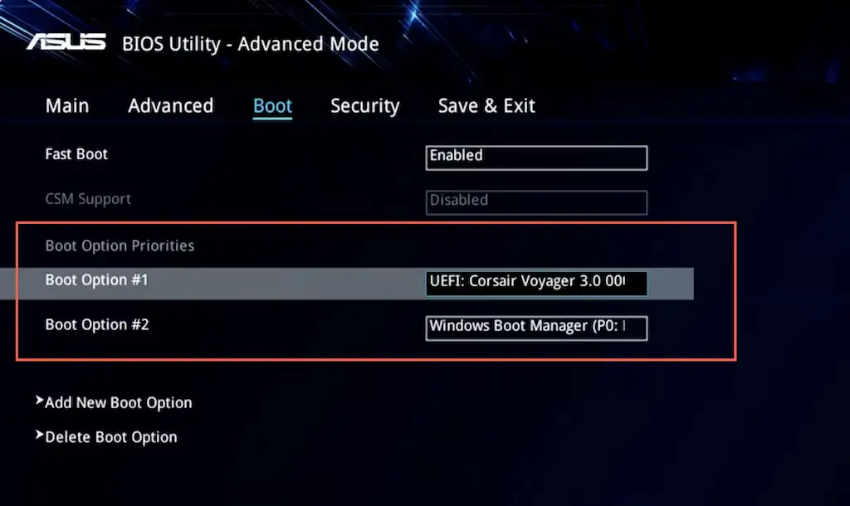 ASUS BIOS Utility - Advanced Mode
Main Advanced Boot Security Save & Exit
Fast Boot Enabled
CSM Support Disabled
Boot Option Priorities
Boot Option #1 UEFI: Corsair Voyager 3.0 00
Boot Option #2 Windows Boot Manager (P0:
Add New Boot Option
Delete Boot Option